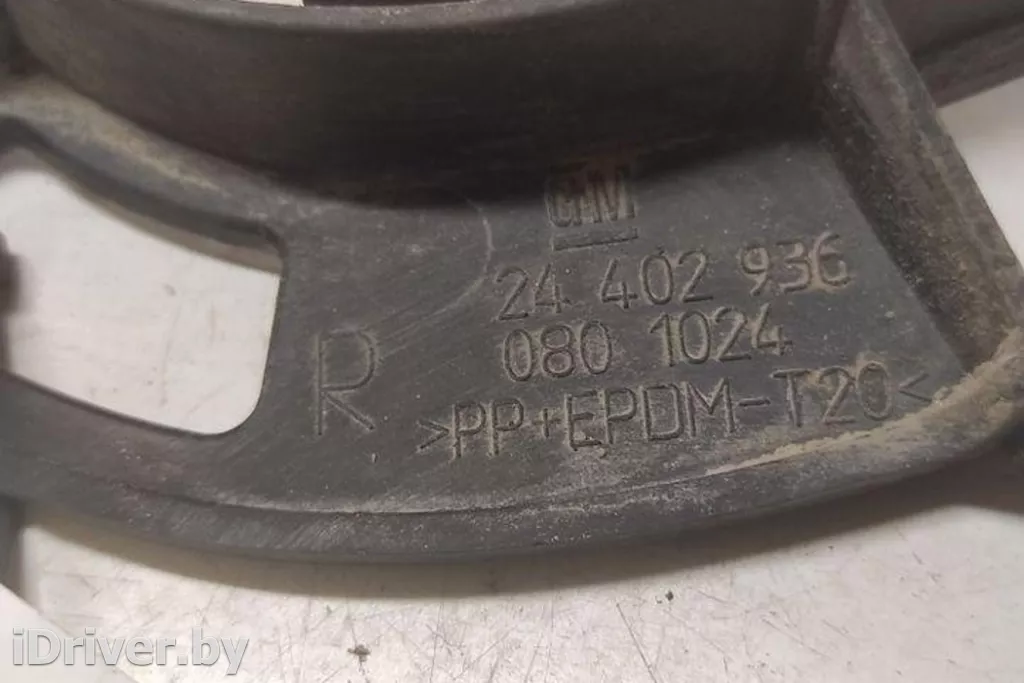 GM
24 402 936
080 1024
R
>PP+EPDM-T20<
iDriver.by